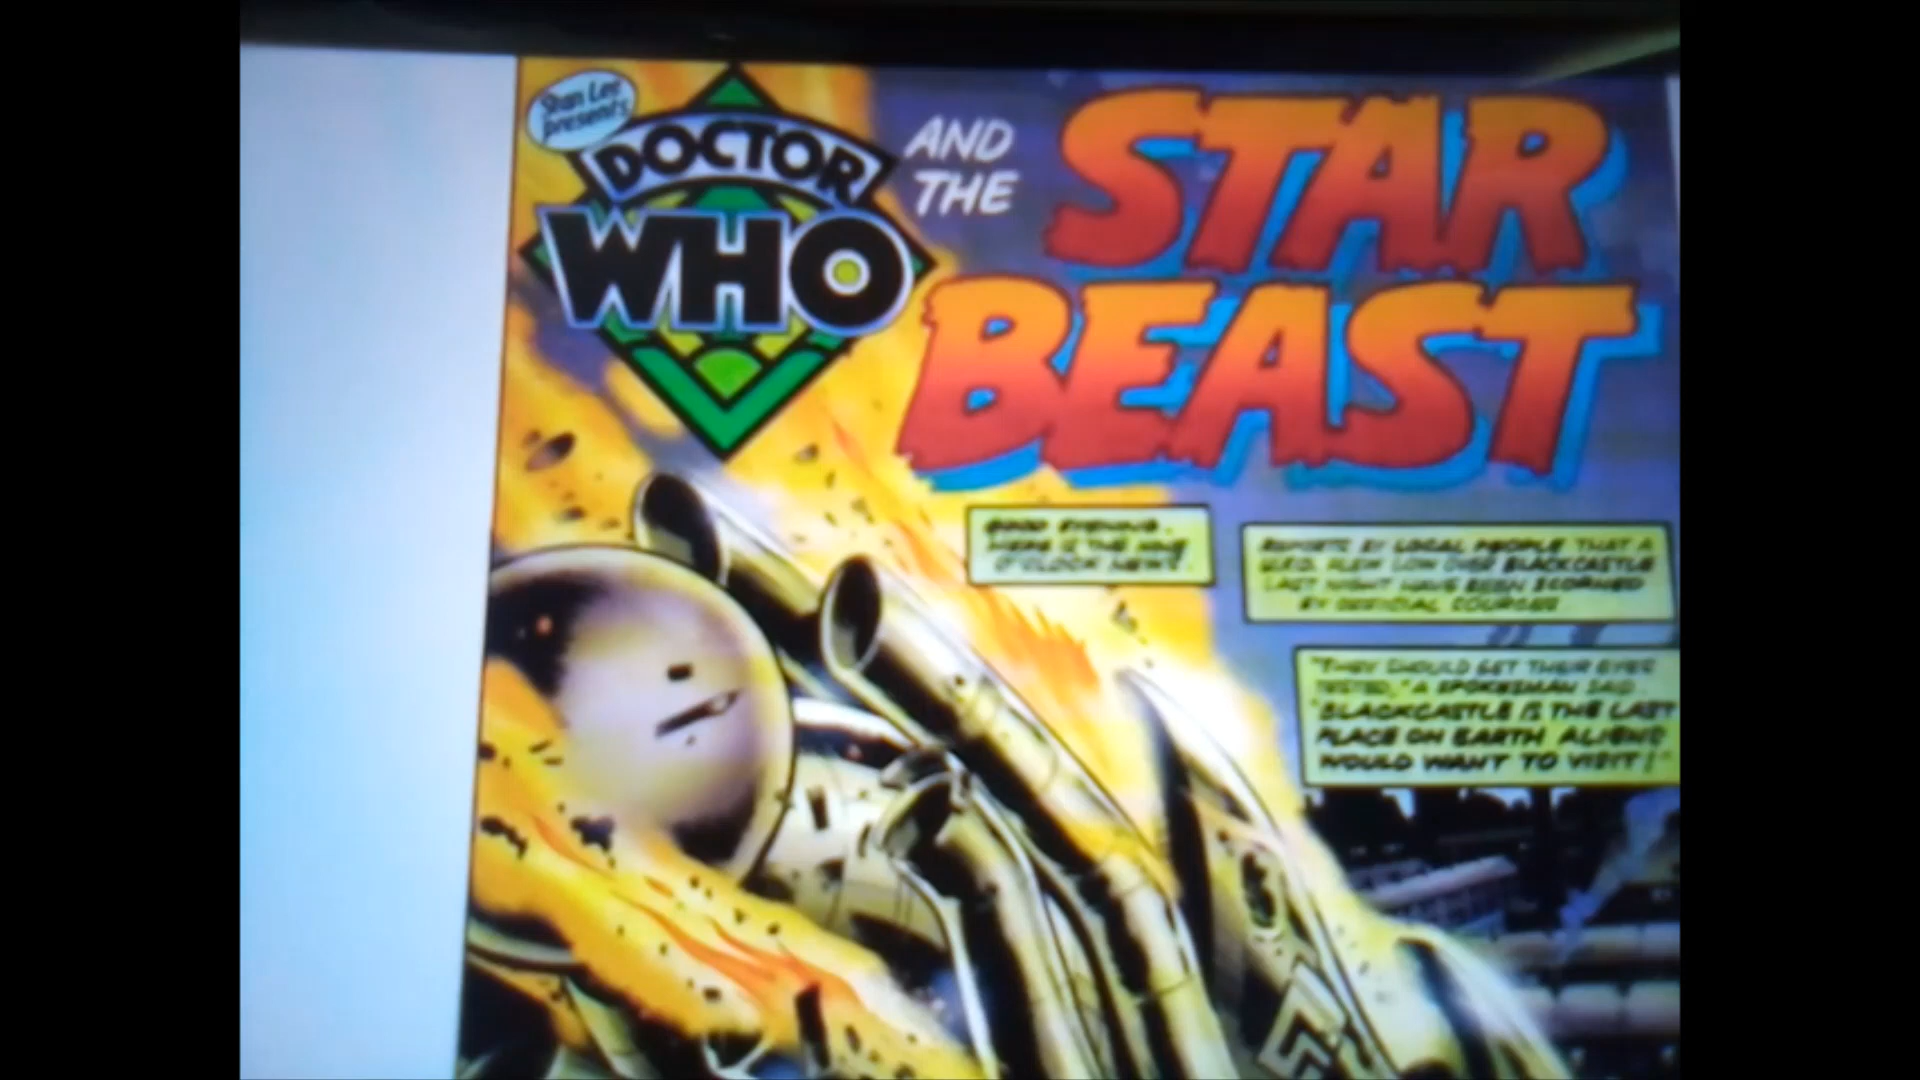 Stan Lee
presents
DOCTOR
WHO
AND
THE
STAR
BEAST
GOOD EVENING.
HERE IS THE NINE
O'CLOCK NEWS.
REPORTS BY LOCAL PEOPLE THAT A
U.F.O. FLEW LOW OVER BLACKCASTLE
LAST NIGHT HAVE BEEN SCORNED
BY OFFICIAL SOURCES.
"THEY SHOULD GET THEIR EYES
TESTED," A SPOKESMAN SAID.
"BLACKCASTLE IS THE LAST
PLACE ON EARTH ALIENS
WOULD WANT TO VISIT!"